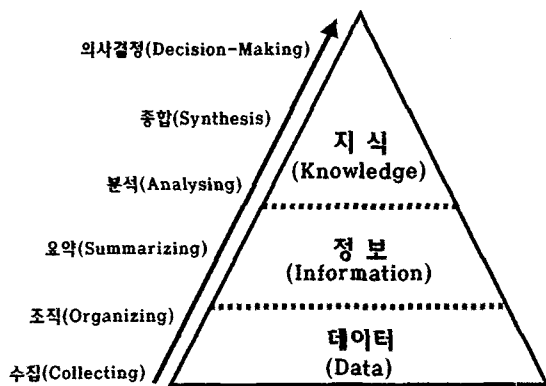 의사결정(Decision-Making)
종합(Synthesis)
분석(Analysing)
요약(Summarizing)
조직(Organizing)
수집(Collecting)
지 식
(Knowledge)
정 보
(Information)
데이터
(Data)